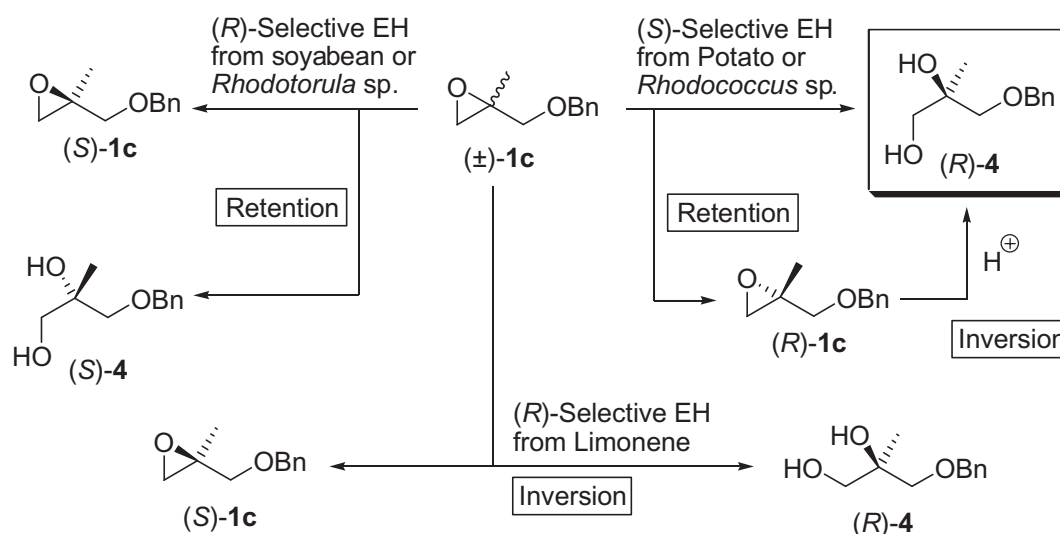 (R)-Selective EH
from soyabean or
Rhodotorula sp.
(S)-Selective EH
from Potato or
Rhodococcus sp.
O
OBn
(S)-1c
O
OBn
(±)-1c
HO
OBn
HO
(R)-4
Retention
Retention
HO
OBn
HO
(S)-4
O
OBn
(R)-1c
H⊕
Inversion
O
OBn
(S)-1c
(R)-Selective EH
from Limonene
Inversion
HO
HO
OBn
(R)-4